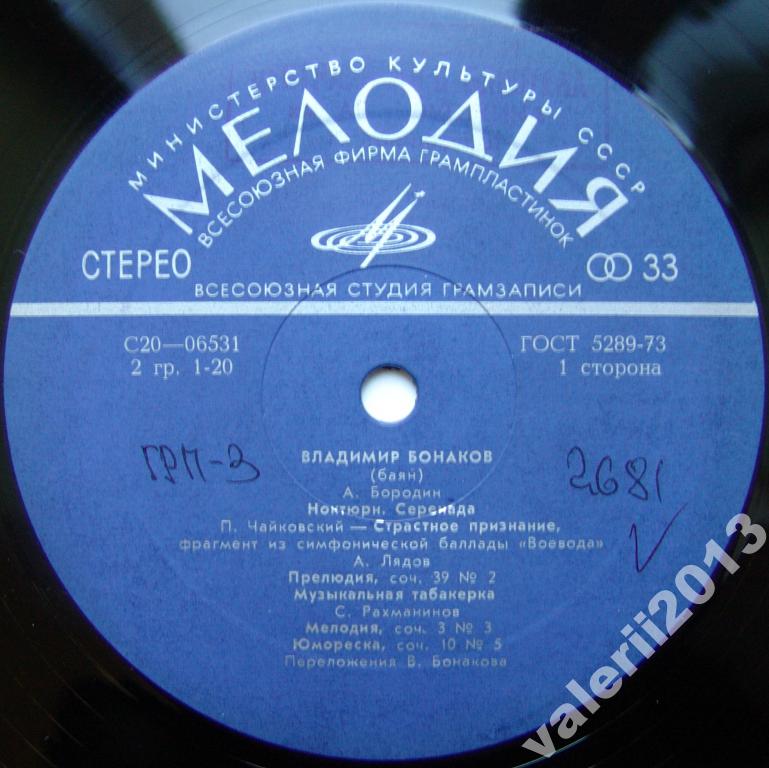 МИНИСТЕРСТВО КУЛЬТУРЫ СССР
МЕЛОДИЯ
ВСЕСОЮЗНАЯ ФИРМА ГРАМПЛАСТИНОК
СТЕРЕО
33
ВСЕСОЮЗНАЯ СТУДИЯ ГРАМЗАПИСИ
С20—06531
ГОСТ 5289-73
2 гр. 1-20
1 сторона
ВЛАДИМИР БОНАКОВ
(баян)
ГРП-3
2681
А. Бородин
Ноктюрн. Серенада
П. Чайковский — Страстное признание,
фрагмент из симфонической баллады «Воевода»
А. Лядов
Прелюдия, соч. 39 № 2
Музыкальная табакерка
С. Рахманинов
Мелодия, соч. 3 № 3
Юмореска, соч. 10 № 5
Переложения В. Бонакова
valerii2013